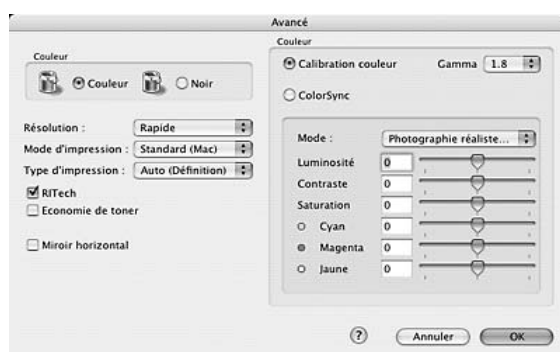 Avancé
Couleur
Couleur
Noir
Résolution :
Rapide
Mode d'impression :
Standard (Mac)
Type d'impression :
Auto (Définition)
RITech
Economie de toner
Miroir horizontal
Couleur
Calibration couleur
Gamma
1.8
ColorSync
Mode :
Photographie réaliste...
Luminosité
0
Contraste
0
Saturation
0
Cyan
0
Magenta
0
Jaune
0
?
Annuler
OK